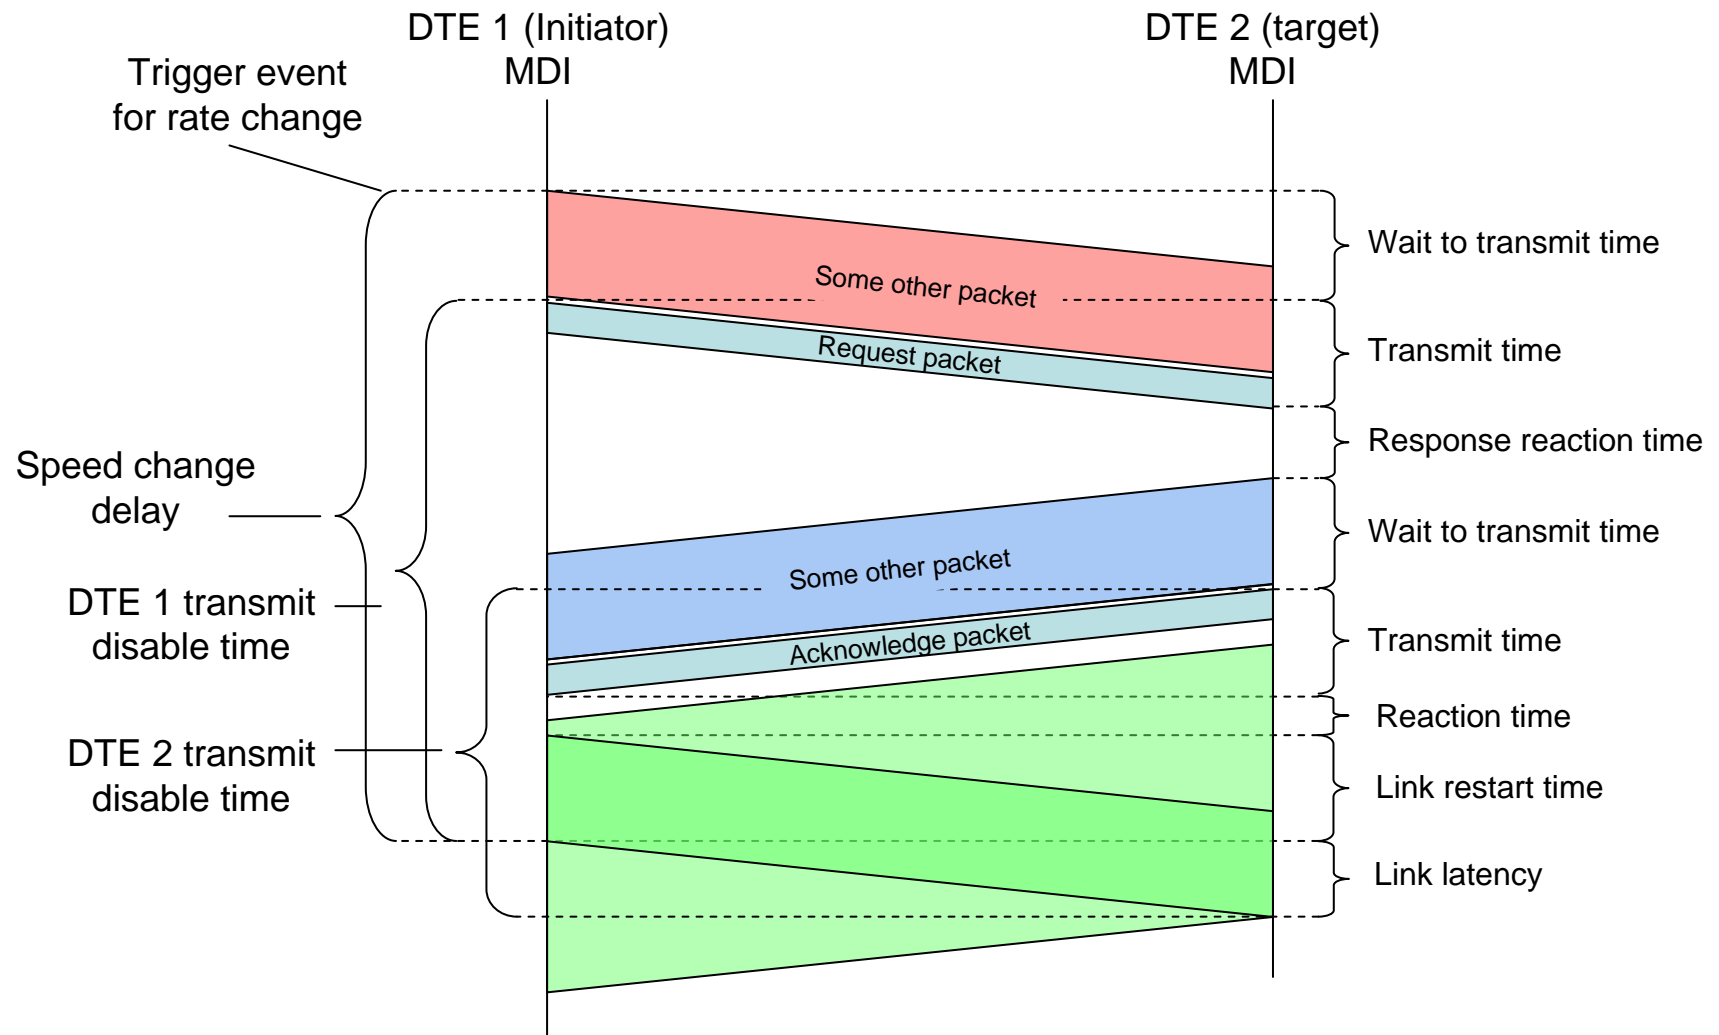 DTE 1 (Initiator)
MDI
DTE 2 (target)
MDI
Trigger event
for rate change
Wait to transmit time
Some other packet
Request packet
Transmit time
Response reaction time
Speed change
delay
Wait to transmit time
Some other packet
DTE 1 transmit
disable time
Acknowledge packet
Transmit time
Reaction time
DTE 2 transmit
disable time
Link restart time
Link latency